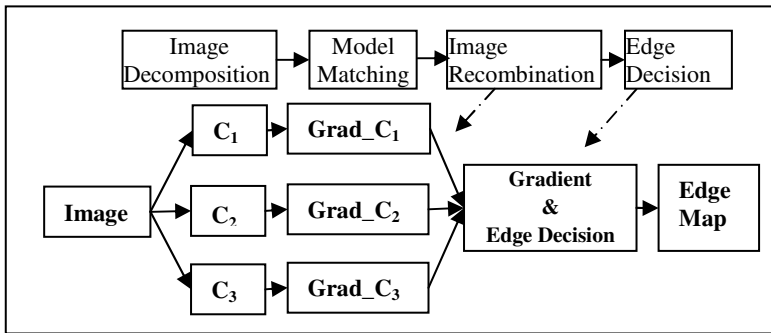 Image
Decomposition
Model
Matching
Image
Recombination
Edge
Decision
C₁
Grad_C₁
Image
C₂
Grad_C₂
Gradient
&
Edge Decision
Edge
Map
C₃
Grad_C₃